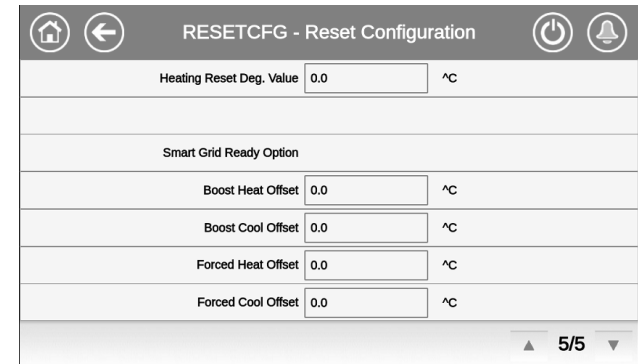 RESETCFG - Reset Configuration
Heating Reset Deg. Value 0.0 ^C
Smart Grid Ready Option
Boost Heat Offset 0.0 ^C
Boost Cool Offset 0.0 ^C
Forced Heat Offset 0.0 ^C
Forced Cool Offset 0.0 ^C
5/5